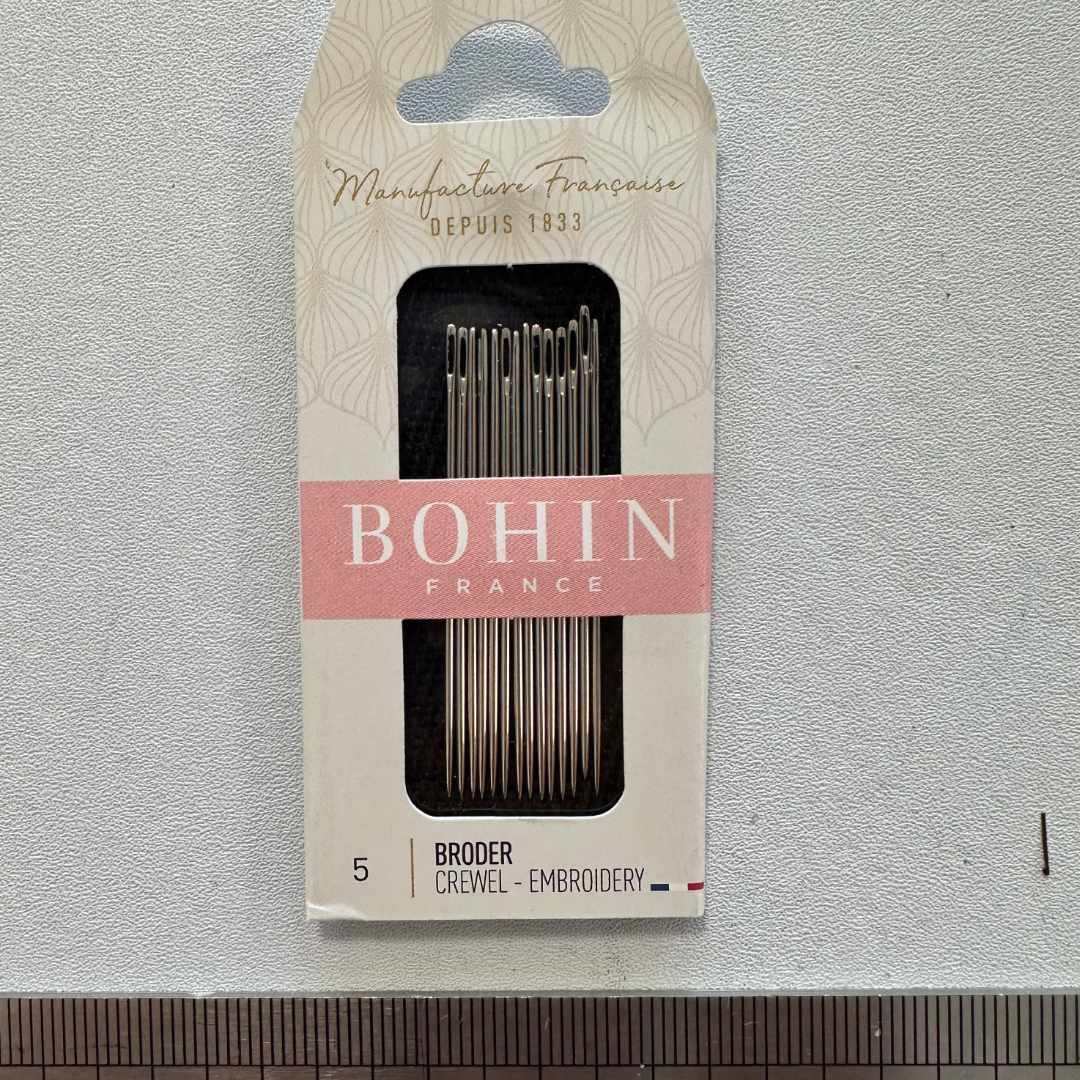 Manufacture Française
DEPUIS 1833
BOHIN
FRANCE
5
BRODER
CREWEL - EMBROIDERY